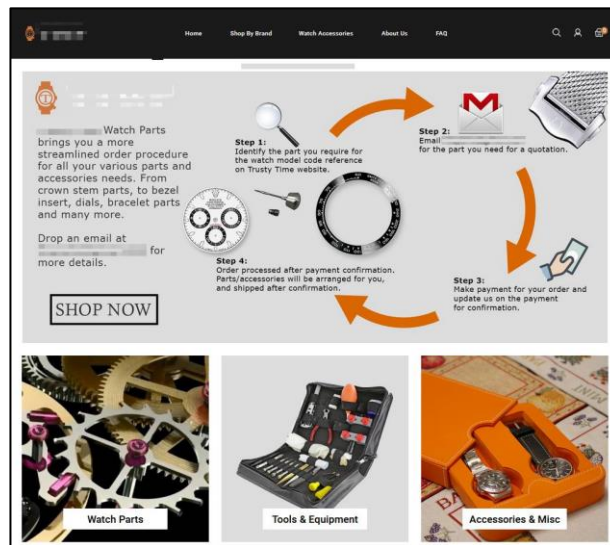 Home Shop By Brand Watch Accessories About Us FAQ
Watch Parts
brings you a more
streamlined order procedure
for all your various parts and
accessories needs. From
crown stem parts, to bezel
insert, dials, bracelet parts
and many more.
Drop an email at
for
more details.
SHOP NOW
Step 1:
Identify the part you require for
the watch model code reference
on Trusty Time website.
Step 2:
Email
for the part you need for a quotation.
Step 3:
Make payment for your order and
update us on the payment
for confirmation.
Step 4:
Order processed after payment confirmation.
Parts/accessories will be arranged for you,
and shipped after confirmation.
Watch Parts
Tools & Equipment
Accessories & Misc